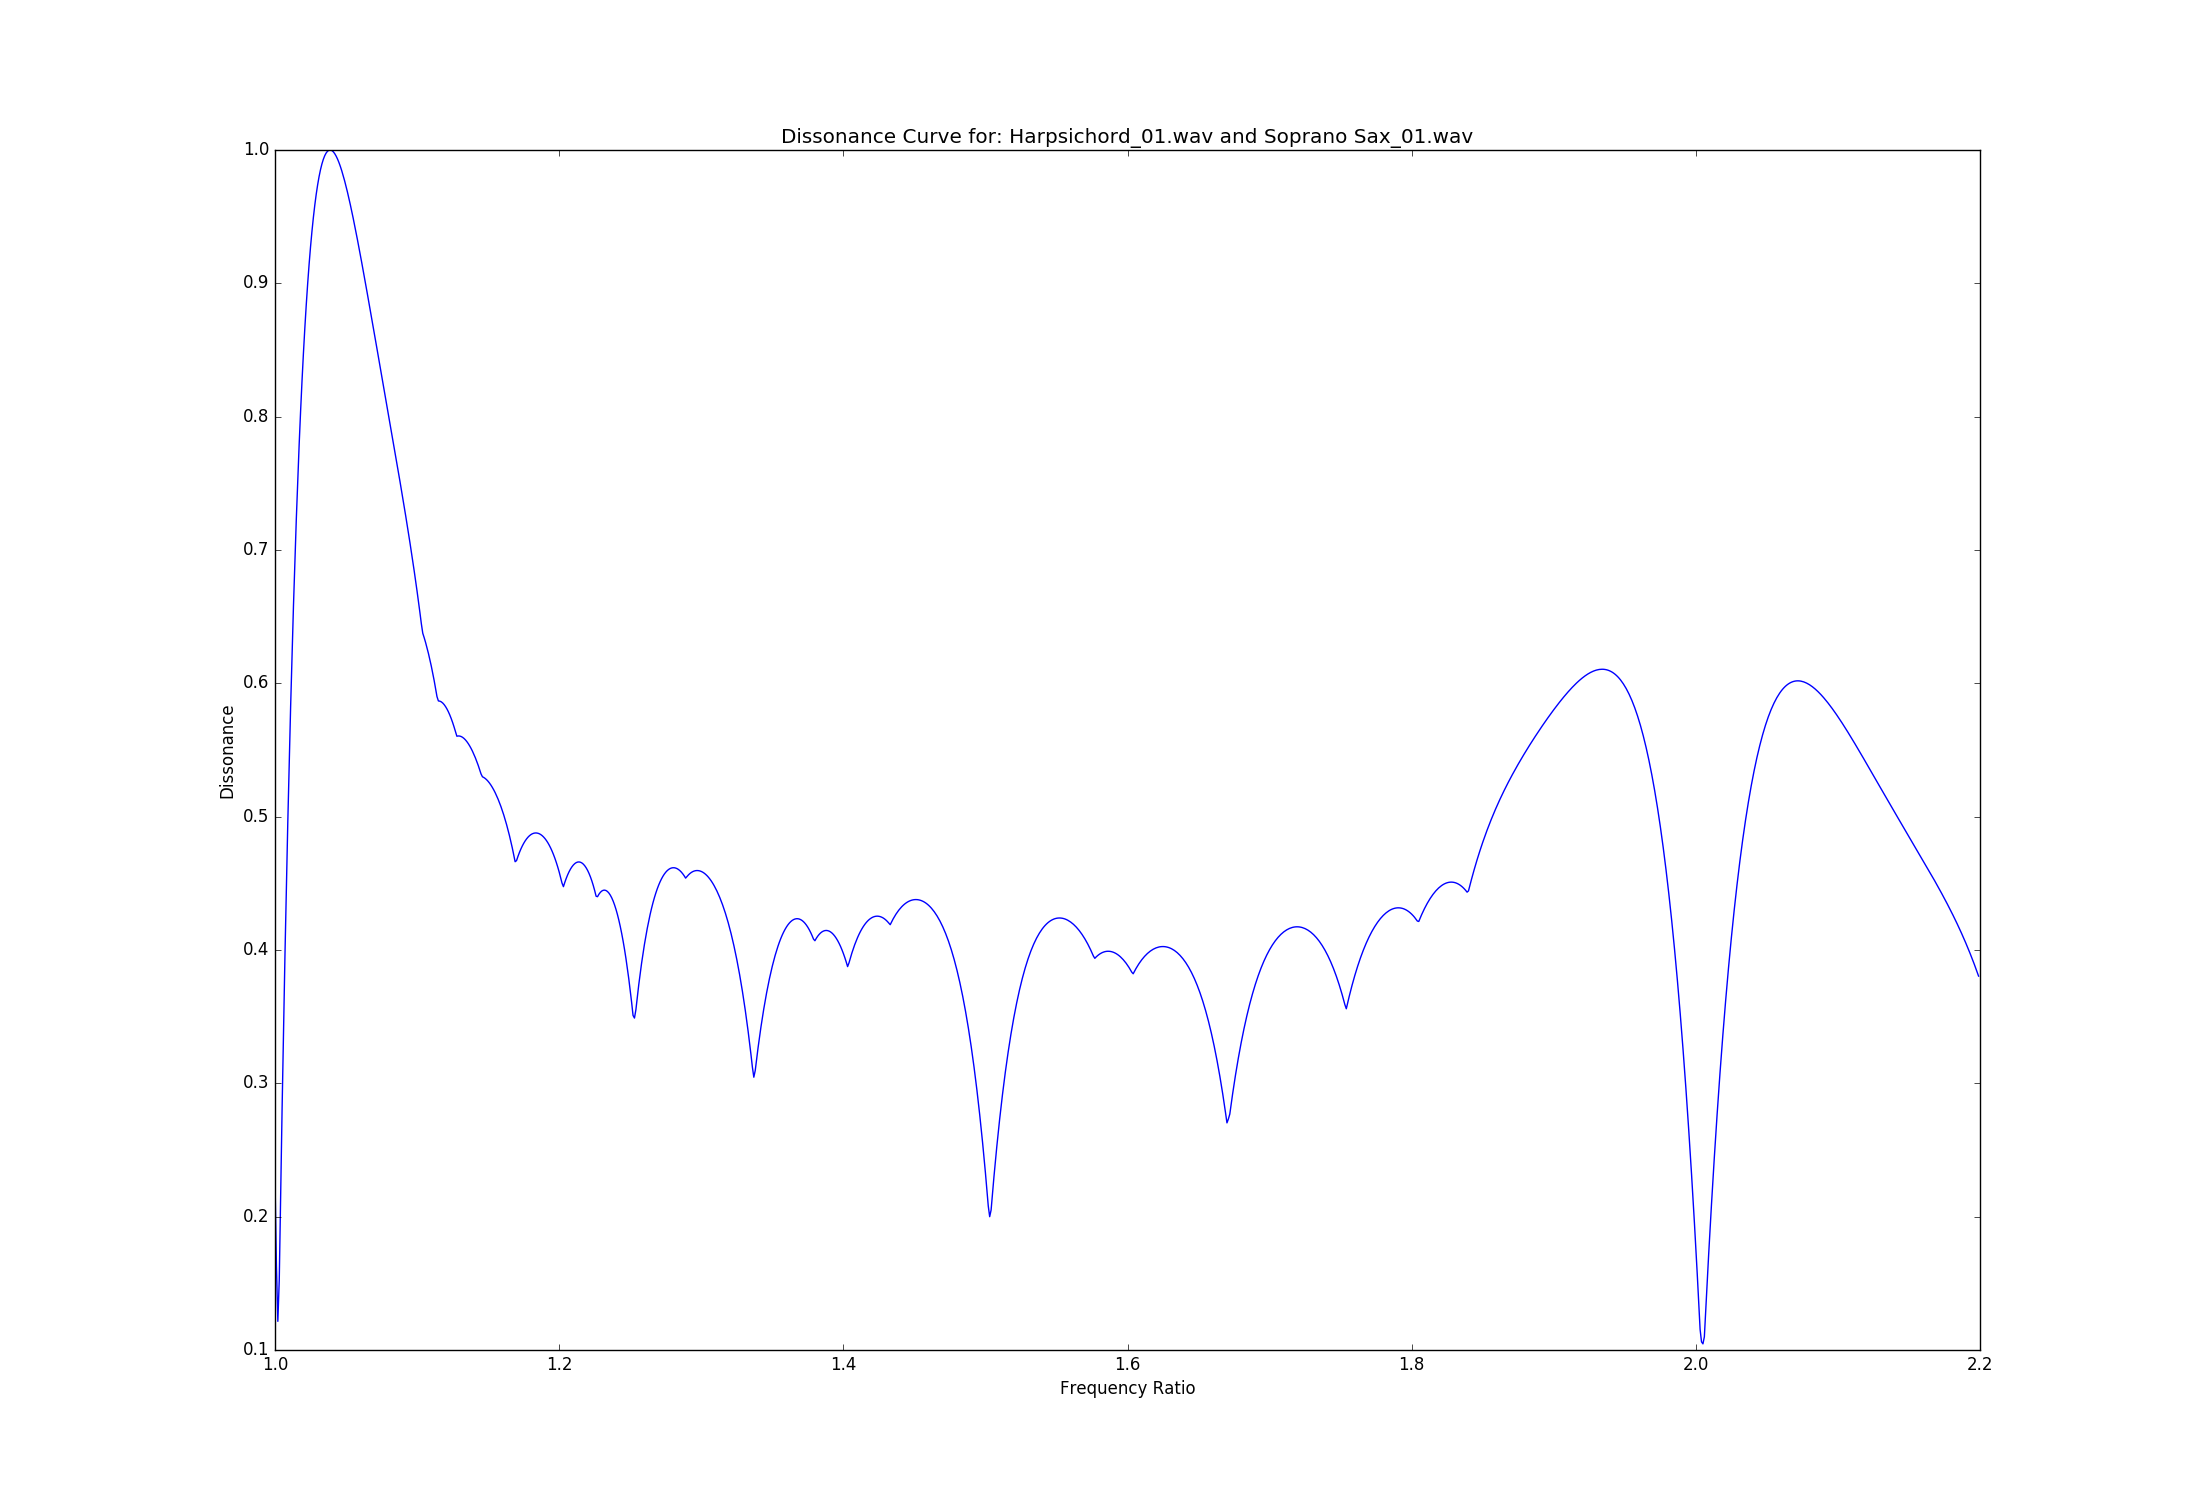 Dissonance Curve for: Harpsichord_01.wav and Soprano Sax_01.wav
1.0
0.9
0.8
0.7
0.6
0.5
0.4
0.3
0.2
0.1
Dissonance
1.0 1.2 1.4 1.6 1.8 2.0 2.2
Frequency Ratio